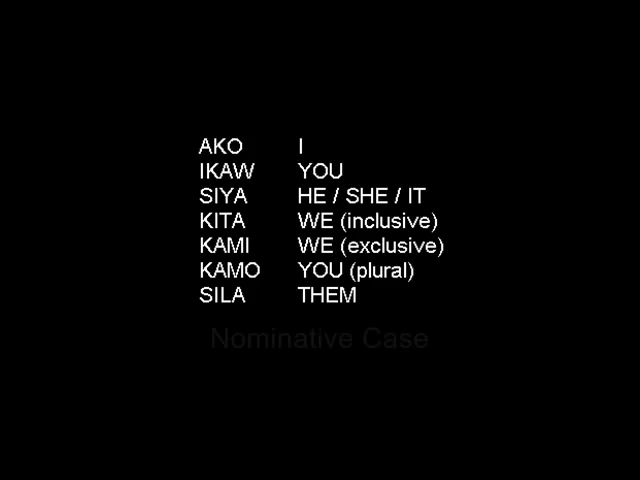 AKO I
IKAW YOU
SIYA HE / SHE / IT
KITA WE (inclusive)
KAMI WE (exclusive)
KAMO YOU (plural)
SILA THEM
Nominative Case